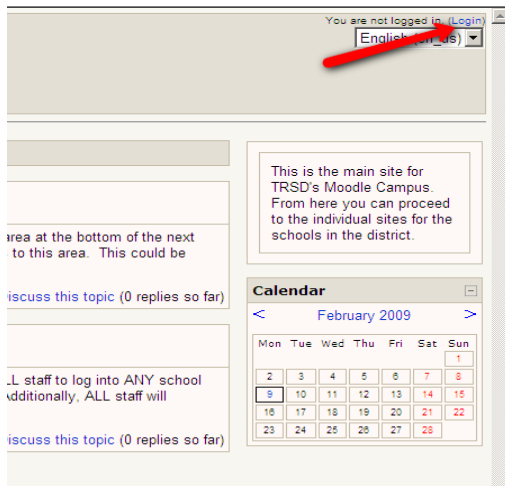 You are not logged in. (Login)
English (en_us)
This is the main site for
TRSD's Moodle Campus.
From here you can proceed
to the individual sites for the
schools in the district.
area at the bottom of the next
to this area. This could be
iscuss this topic (0 replies so far)
LL staff to log into ANY school
Additionally, ALL staff will
iscuss this topic (0 replies so far)
Calendar
< February 2009 >
Mon Tue Wed Thu Fri Sat Sun
1
2 3 4 5 6 7 8
9 10 11 12 13 14 15
16 17 18 19 20 21 22
23 24 25 26 27 28